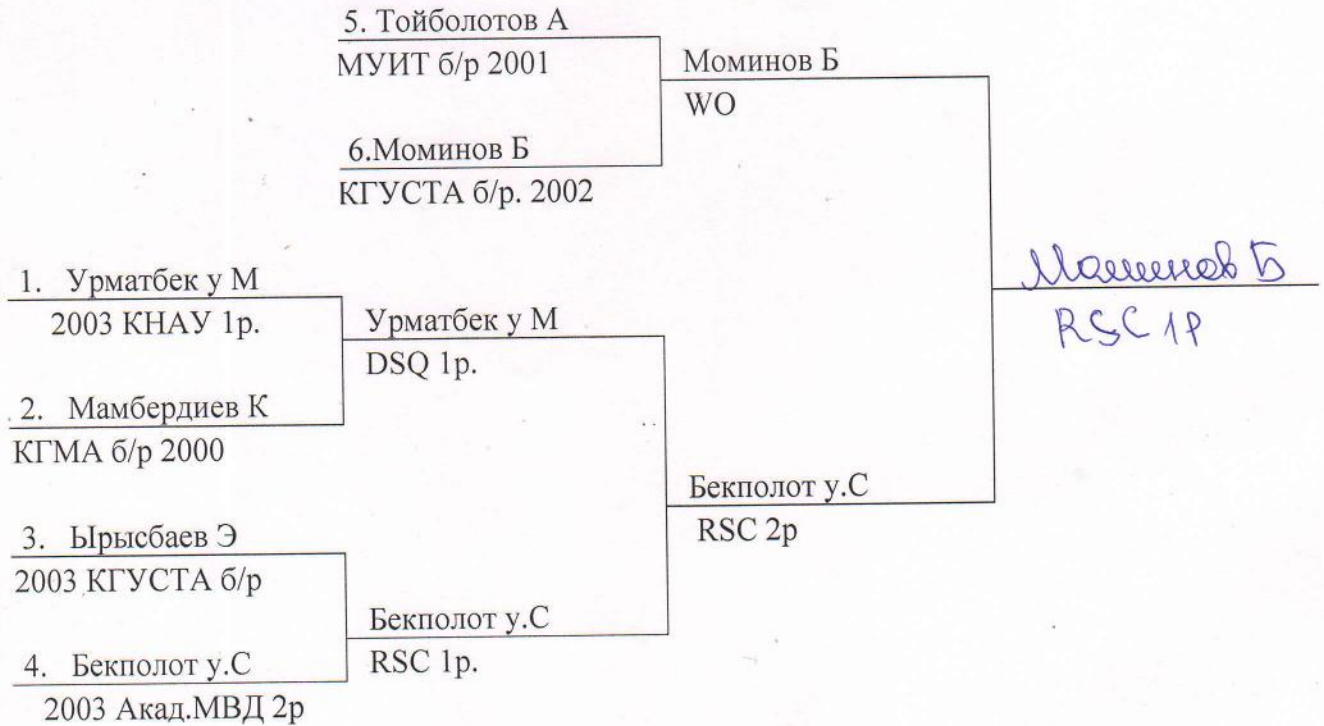 5. Тойболотов А
МУИТ б/р 2001
Моминов Б
WO
6.Моминов Б
КГУСТА б/р. 2002
Моминов Б
RSC 1р
1. Урматбек у М
2003 КНАУ 1р.
Урматбек у М
DSQ 1р.
2. Мамбердиев К
КГМА б/р 2000
Бекполот у.С
RSC 2р
3. Ырысбаев Э
2003 КГУСТА б/р
Бекполот у.С
RSC 1р.
4. Бекполот у.С
2003 Акад.МВД 2р